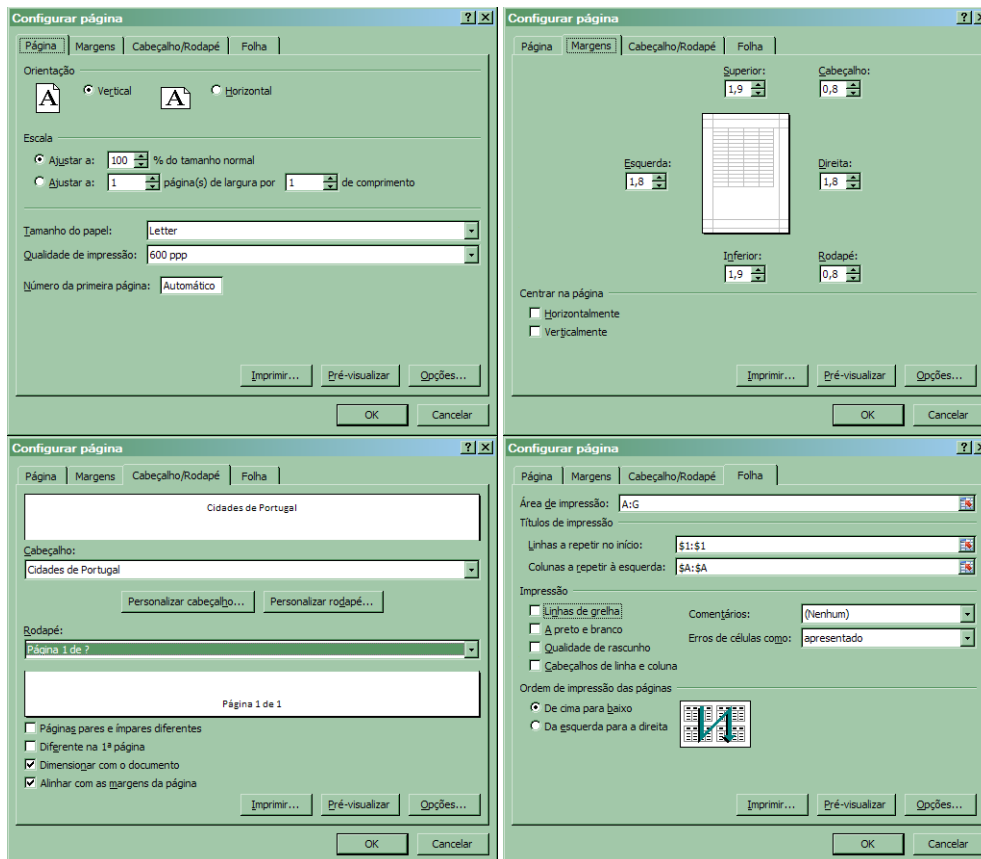 Configurar página
Página Margens Cabeçalho/Rodapé Folha
Orientação
A Vertical A Horizontal
Escala
Ajustar a: 100 % do tamanho normal
Ajustar a: 1 página(s) de largura por 1 de comprimento
Tamanho do papel: Letter
Qualidade de impressão: 600 ppp
Número da primeira página: Automático
Imprimir... Pré-visualizar Opções...
OK Cancelar
Configurar página
Página Margens Cabeçalho/Rodapé Folha
Superior: Cabeçalho:
1,9 0,8
Esquerda: Direita:
1,8 1,8
Inferior: Rodapé:
1,9 0,8
Centrar na página
Horizontalmente
Verticalmente
Imprimir... Pré-visualizar Opções...
OK Cancelar
Configurar página
Página Margens Cabeçalho/Rodapé Folha
Cidades de Portugal
Cabeçalho:
Cidades de Portugal
Personalizar cabeçalho... Personalizar rodapé...
Rodapé:
Página 1 de ?
Página 1 de 1
Páginas pares e ímpares diferentes
Diferente na 1ª página
Dimensionar com o documento
Alinhar com as margens da página
Imprimir... Pré-visualizar Opções...
OK Cancelar
Configurar página
Página Margens Cabeçalho/Rodapé Folha
Área de impressão: A:G
Títulos de impressão
Linhas a repetir no início: $1:$1
Colunas a repetir à esquerda: $A:$A
Impressão
Linhas de grelha Comentários: (Nenhum)
A preto e branco Erros de células como: apresentado
Qualidade de rascunho
Cabeçalhos de linha e coluna
Ordem de impressão das páginas
De cima para baixo
Da esquerda para a direita
Imprimir... Pré-visualizar Opções...
OK Cancelar